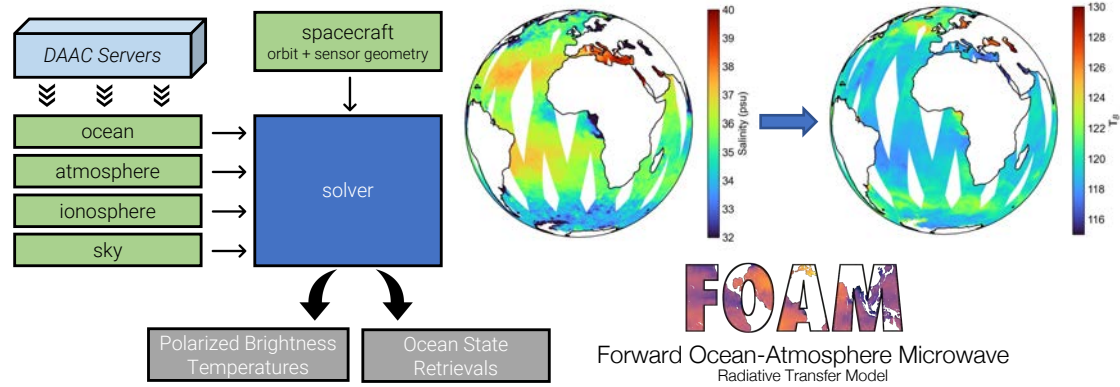 DAAC Servers
spacecraft
orbit + sensor geometry
ocean
atmosphere
ionosphere
sky
solver
Polarized Brightness
Temperatures
Ocean State
Retrievals
40
39
38
37
36
35
34
33
32
Salinity (psu)
130
128
126
124
122
120
118
116
T_B
FOAM
Forward Ocean-Atmosphere Microwave
Radiative Transfer Model